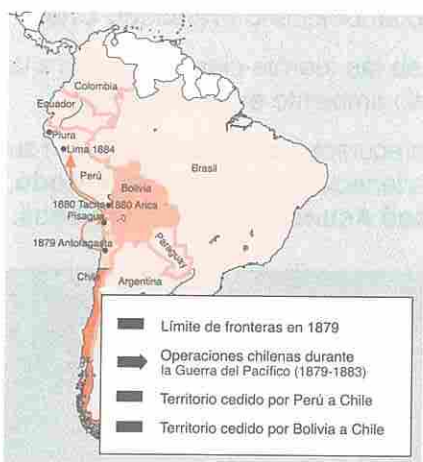 Colombia
Ecuador
Piura
Lima 1884
Perú
Brasil
Bolivia
1880 Tacna
1880 Arica
Pisagua
1879 Antofagasta
Paraguay
Chile
Argentina
Límite de fronteras en 1879
Operaciones chilenas durante
la Guerra del Pacífico (1879-1883)
Territorio cedido por Perú a Chile
Territorio cedido por Bolivia a Chile